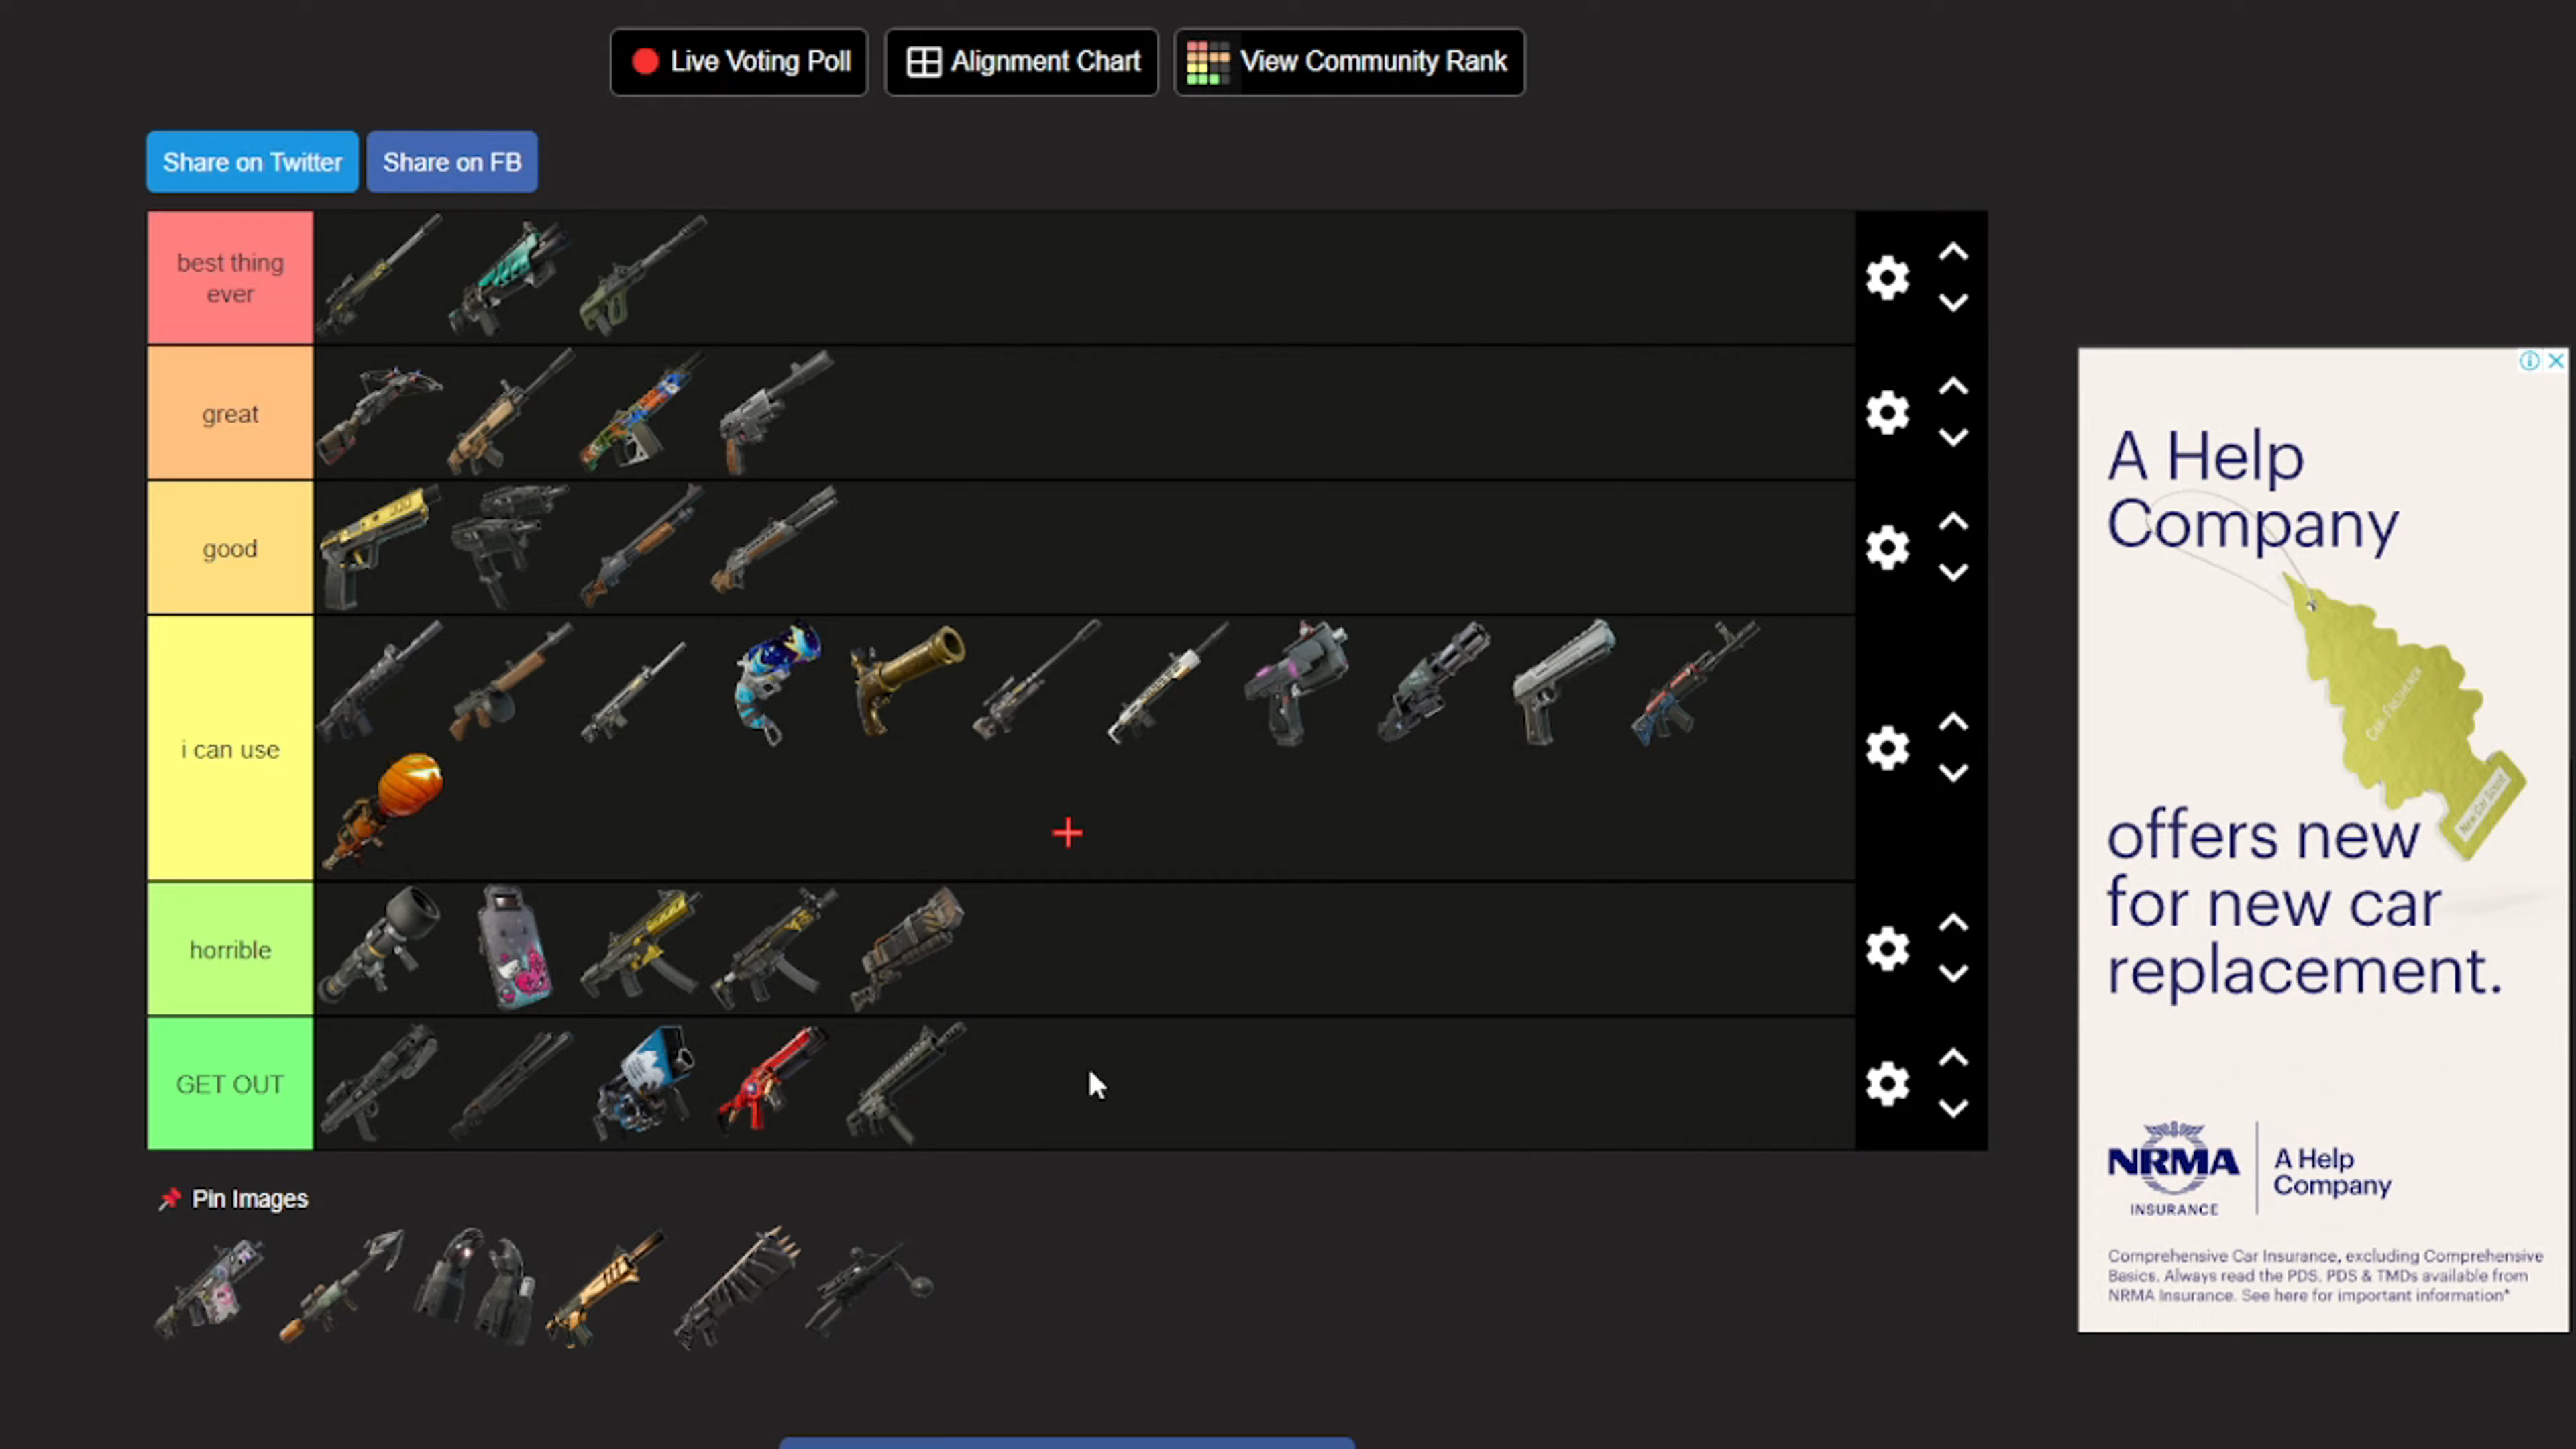 Live Voting Poll
Alignment Chart
View Community Rank
Share on Twitter
Share on FB
best thing
ever
great
good
i can use
horrible
GET OUT
Pin Images
A Help
Company
offers new
for new car
replacement.
NRMA
INSURANCE
A Help
Company
Comprehensive Car Insurance, excluding Comprehensive
Basics. Always read the PDS. PDS & TMDs available from
NRMA Insurance. See here for important information*